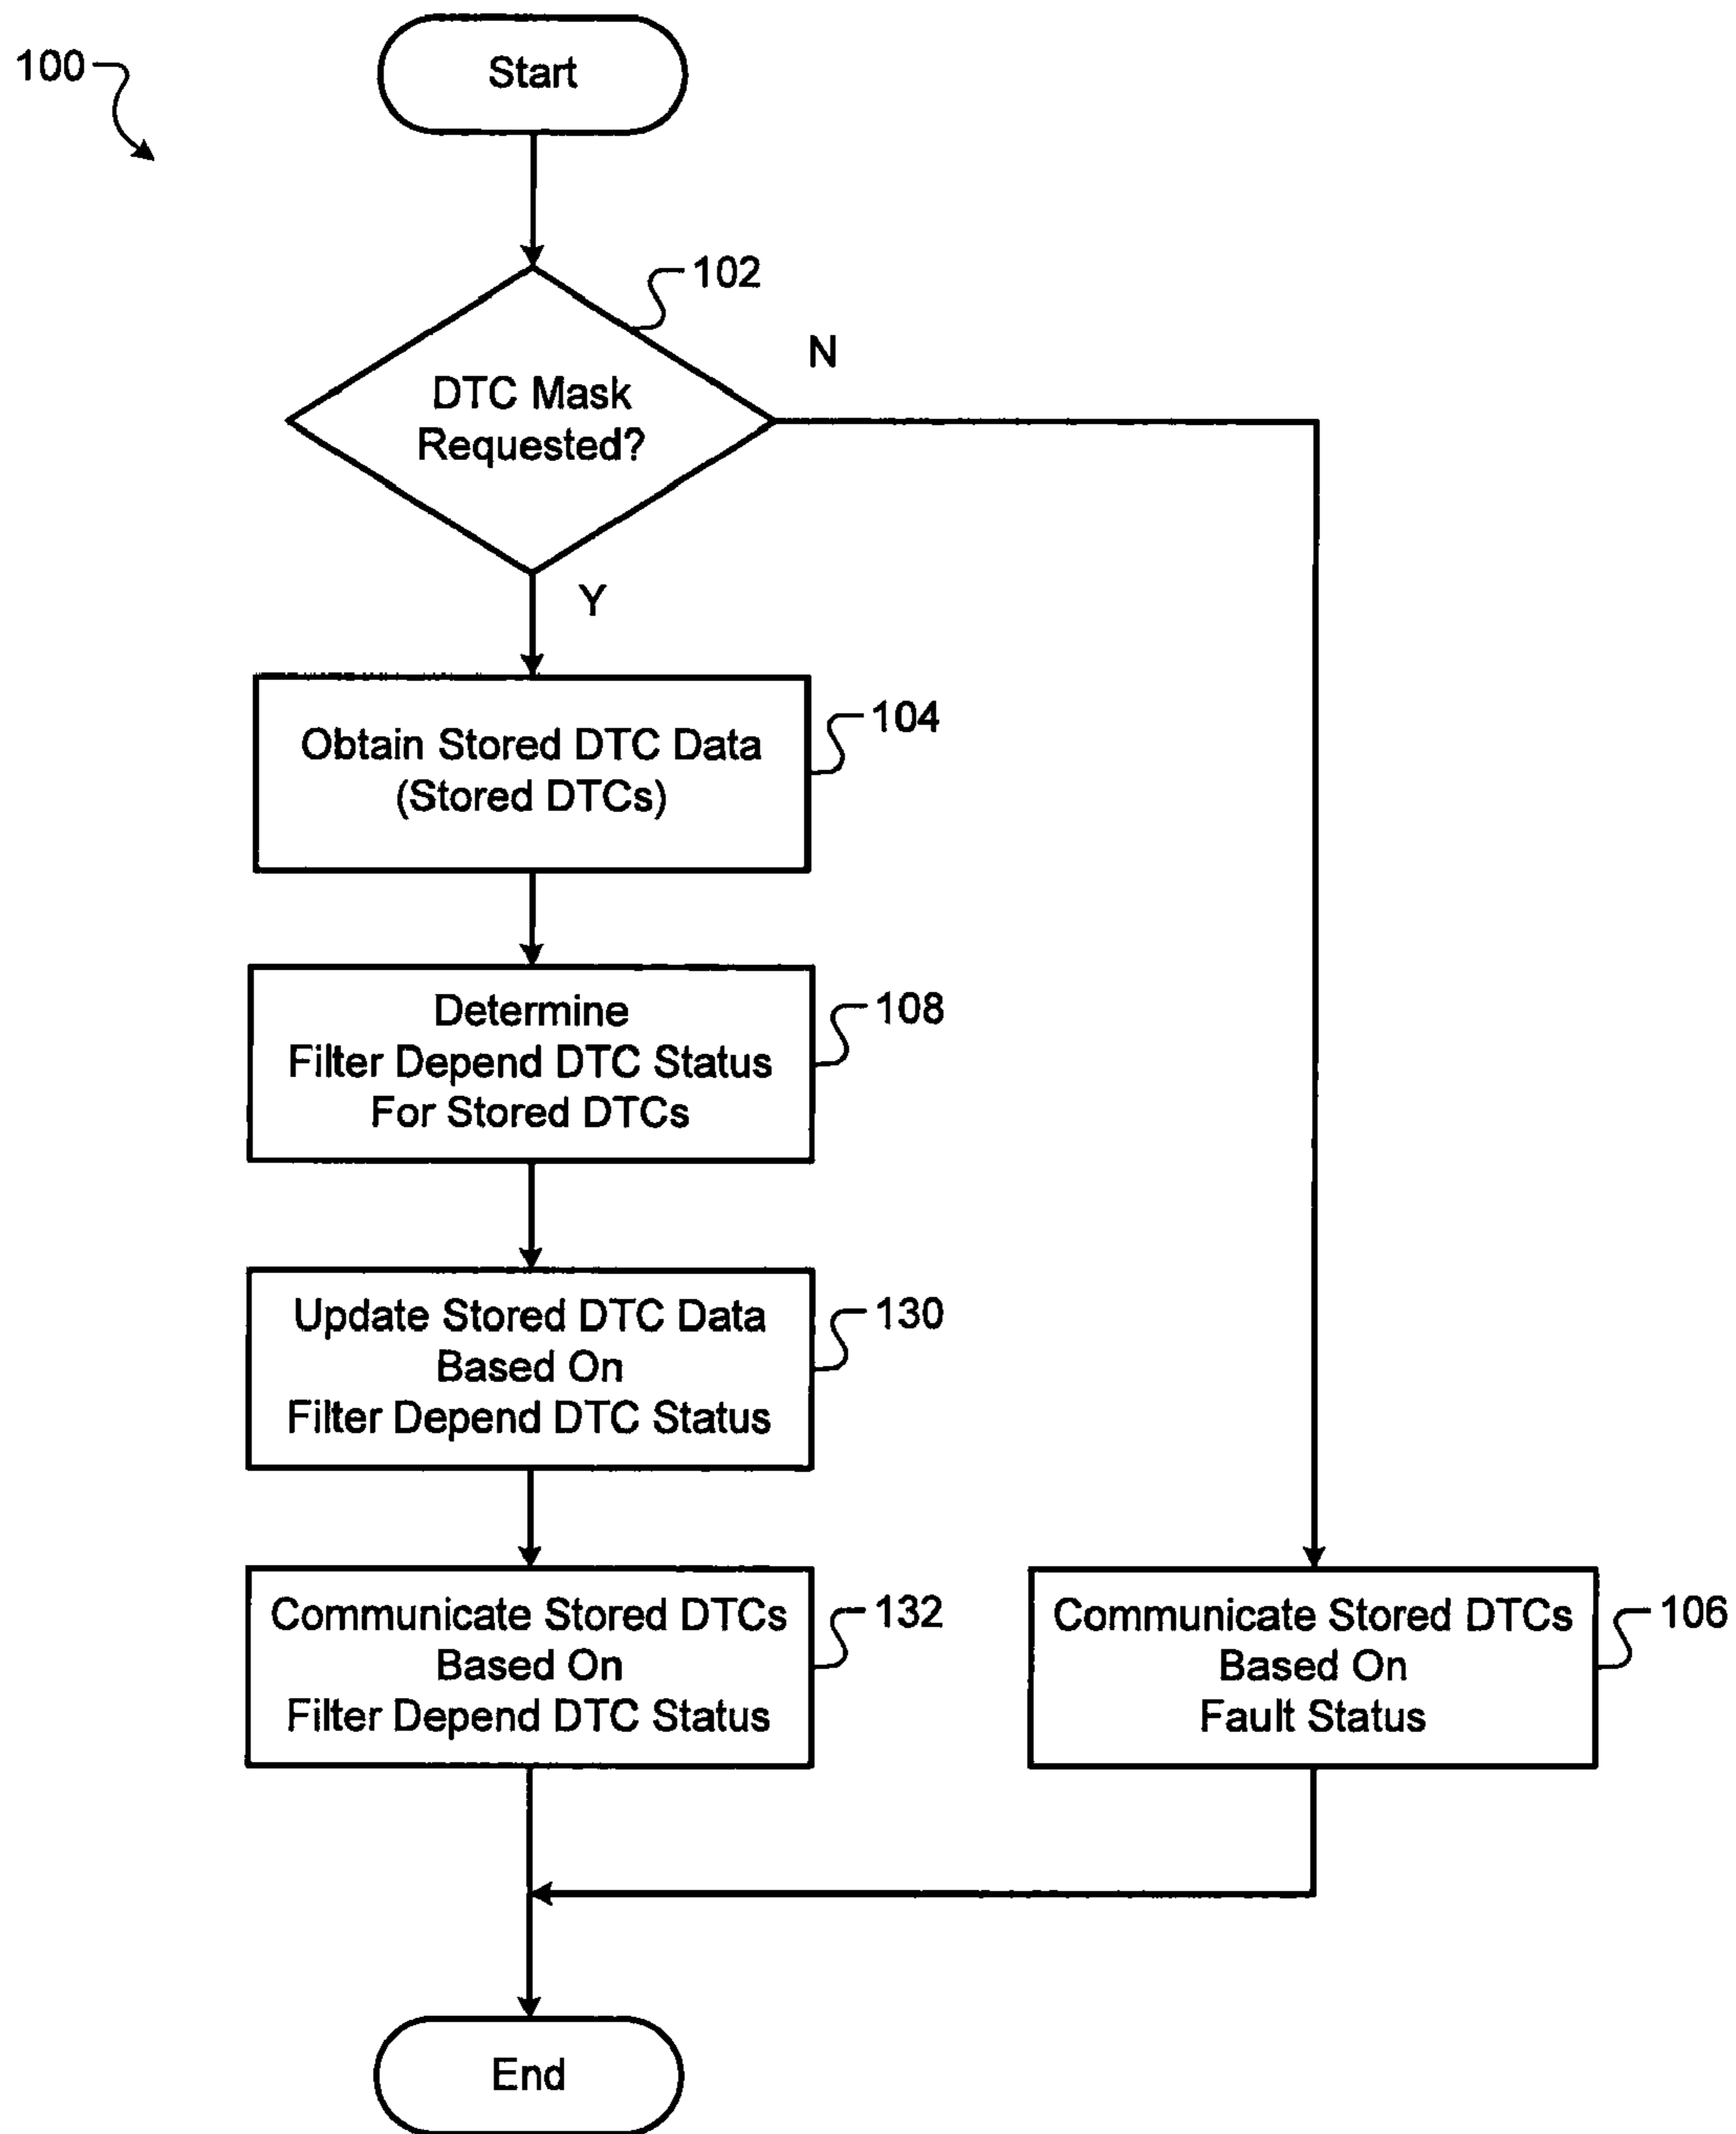 100
Start
102
DTC Mask
Requested?
N
Y
Obtain Stored DTC Data
(Stored DTCs)
104
Determine
Filter Depend DTC Status
For Stored DTCs
108
Update Stored DTC Data
Based On
Filter Depend DTC Status
130
Communicate Stored DTCs
Based On
Filter Depend DTC Status
132
Communicate Stored DTCs
Based On
Fault Status
106
End